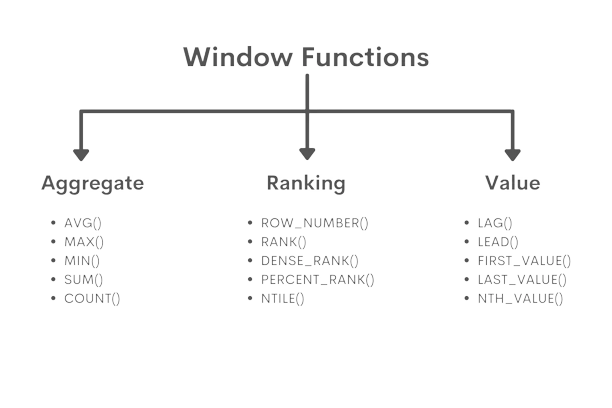 Window Functions
Aggregate
• AVG()
• MAX()
• MIN()
• SUM()
• COUNT()
Ranking
• ROW_NUMBER()
• RANK()
• DENSE_RANK()
• PERCENT_RANK()
• NTILE()
Value
• LAG()
• LEAD()
• FIRST_VALUE()
• LAST_VALUE()
• NTH_VALUE()